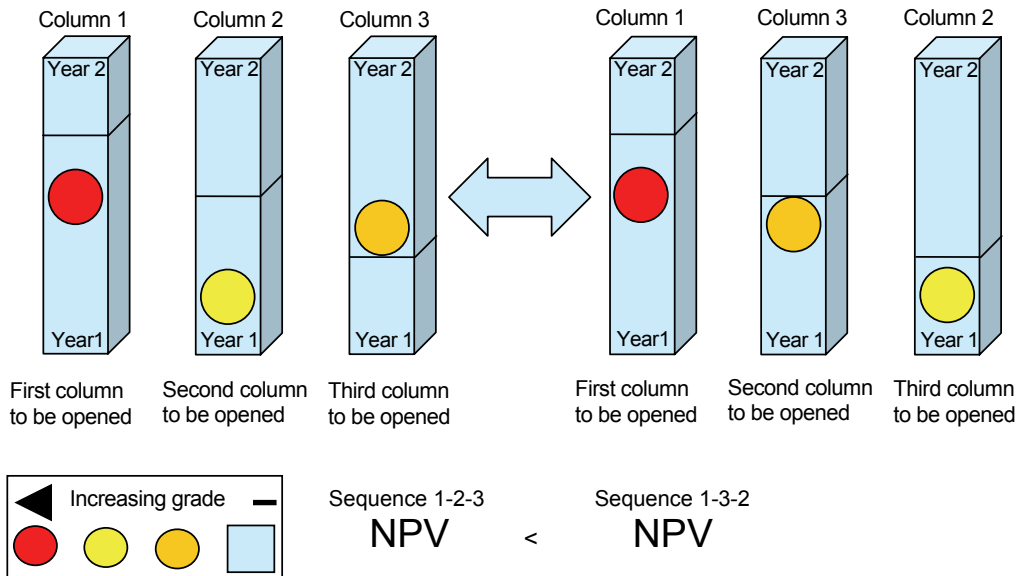 Column 1 Column 2 Column 3 Column 1 Column 3 Column 2
Year 2 Year 2 Year 2 Year 2 Year 2 Year 2
Year1 Year 1 Year 1 Year1 Year 1 Year 1
First column Second column Third column First column Second column Third column
to be opened to be opened to be opened to be opened to be opened to be opened
Increasing grade
Sequence 1-2-3 Sequence 1-3-2
NPV < NPV